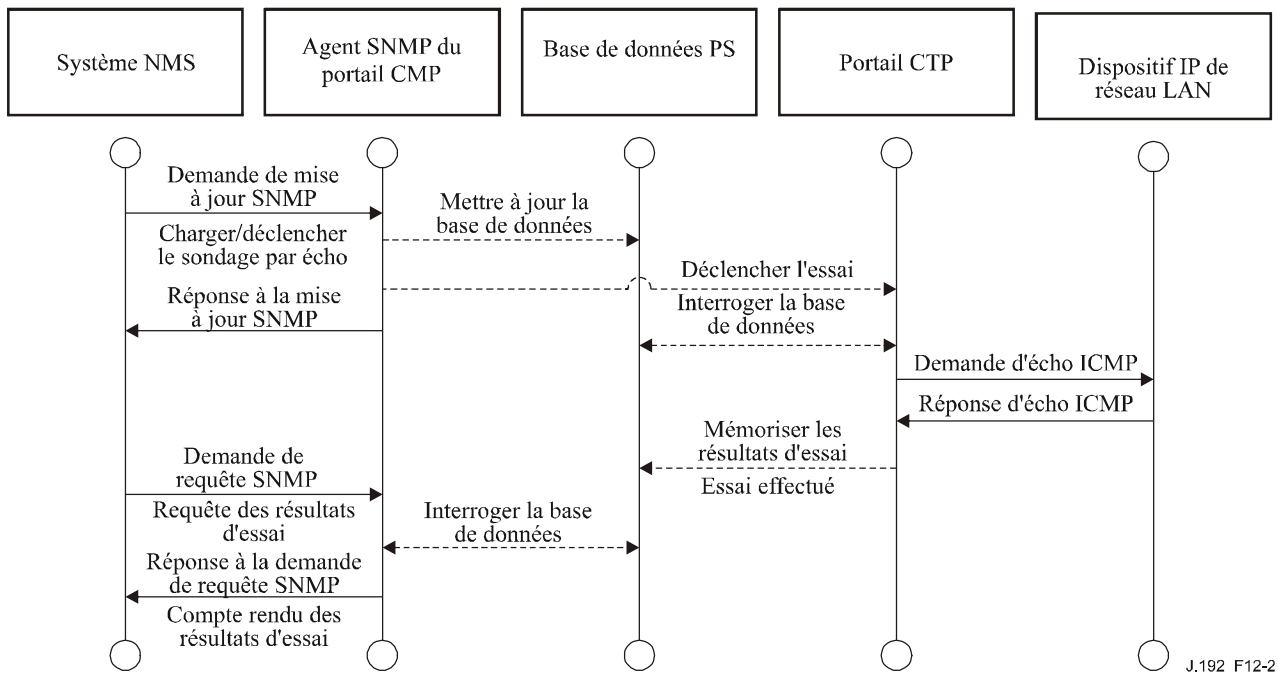 Système NMS
Agent SNMP du
portail CMP
Base de données PS
Portail CTP
Dispositif IP de
réseau LAN
Demande de mise
à jour SNMP
Charger/déclencher
le sondage par écho
Mettre à jour la
base de données
Déclencher l'essai
Réponse à la mise
à jour SNMP
Interroger la base
de données
Demande d'écho ICMP
Réponse d'écho ICMP
Mémoriser les
résultats d'essai
Essai effectué
Demande de
requête SNMP
Requête des résultats
d'essai
Interroger la base
de données
Réponse à la demande
de requête SNMP
Compte rendu des
résultats d'essai
J.192 F12-2